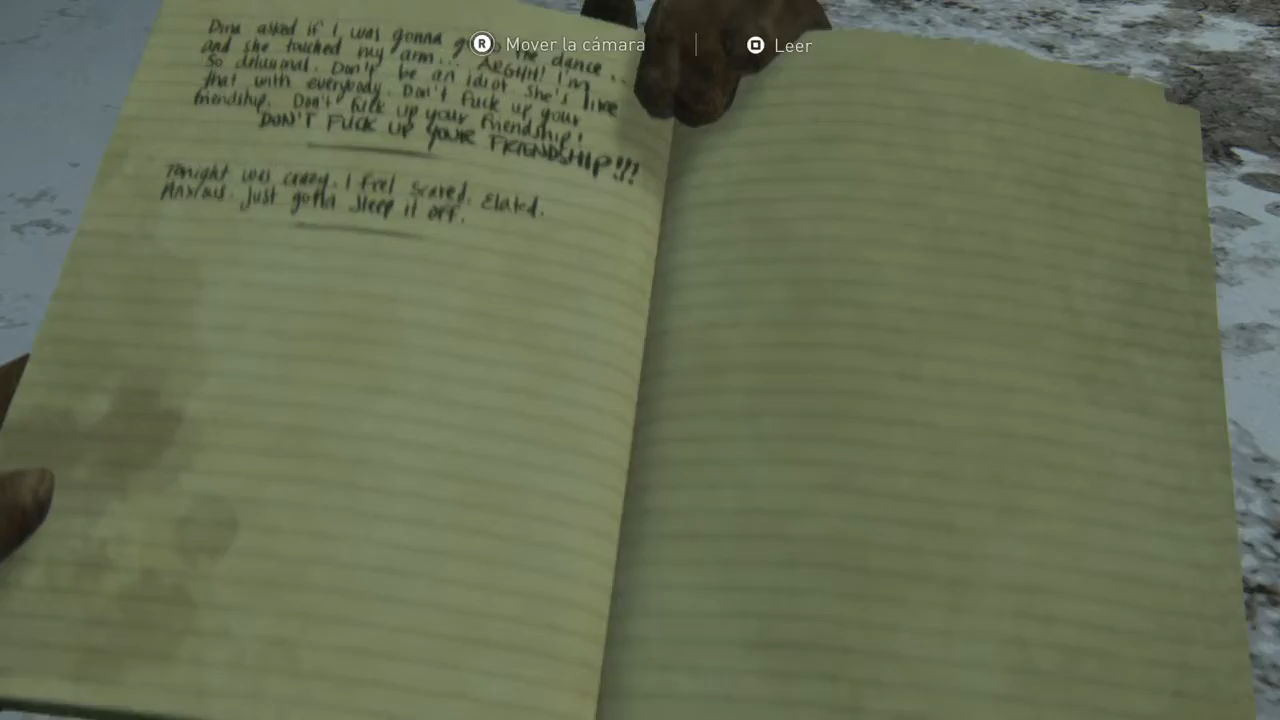 Mover la cámara | Leer
Dina asked if I was gonna go to the dance...
and she touched my arm... ARGHH! I'm
so delusional. Don't be an idiot. She's like
that with everybody. Don't fuck up your
friendship. Don't fuck up your friendship!
DON'T FUCK UP YOUR FRIENDSHIP!!!
Tonight was crazy. I feel scared. Elated.
Anxious. Just gotta sleep it off.